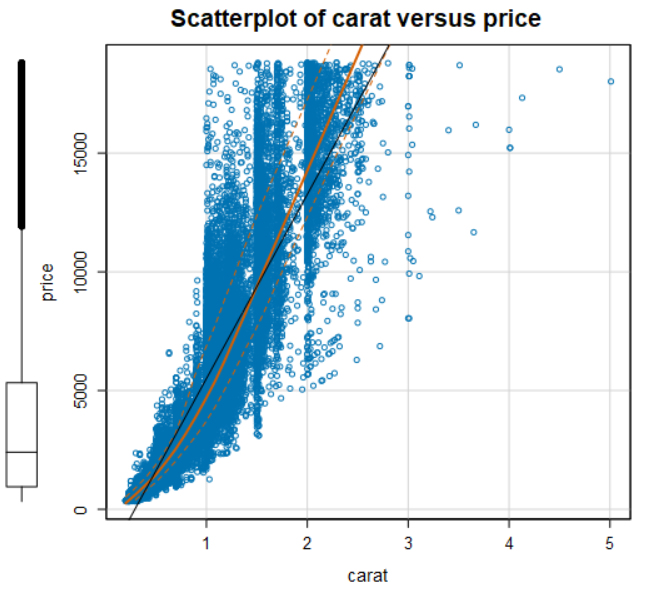 Scatterplot of carat versus price
price
15000
10000
5000
0
1 2 3 4 5
carat